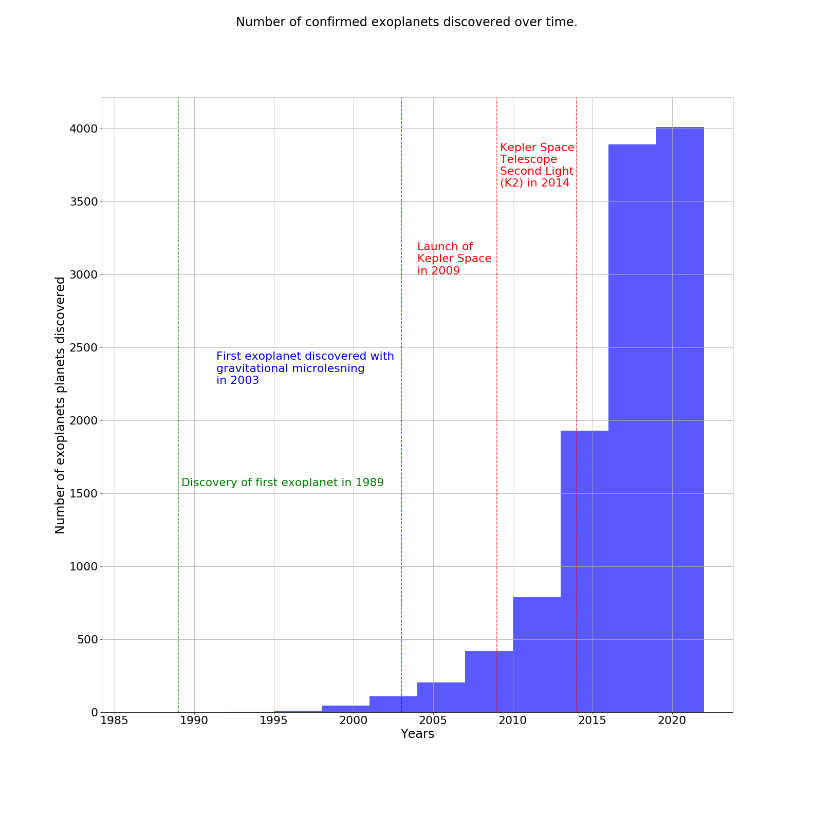 Number of confirmed exoplanets discovered over time.
4000
3500
3000
2500
2000
1500
1000
500
0
Number of exoplanets planets discovered
Kepler Space
Telescope
Second Light
(K2) in 2014
Launch of
Kepler Space
in 2009
First exoplanet discovered with
gravitational microlesning
in 2003
Discovery of first exoplanet in 1989
1985 1990 1995 2000 2005 2010 2015 2020
Years